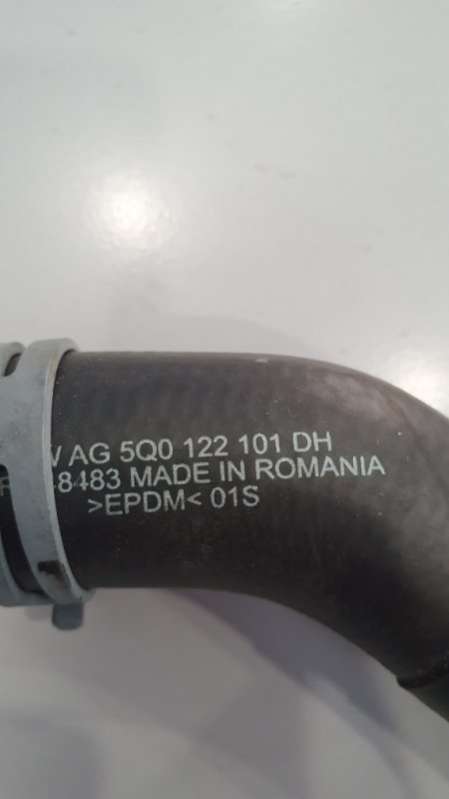 AG 5Q0 122 101 DH
8483 MADE IN ROMANIA
>EPDM< 01S